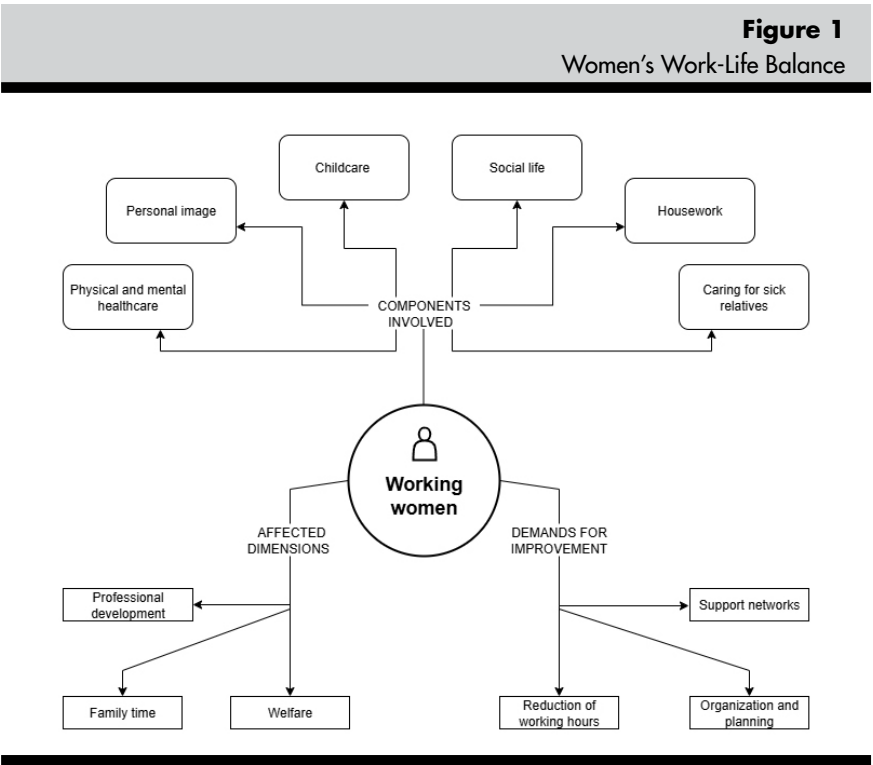 Figure 1
Women's Work-Life Balance
Childcare
Social life
Personal image
Housework
Physical and mental
healthcare
Caring for sick
relatives
COMPONENTS
INVOLVED
Working
women
AFFECTED
DIMENSIONS
DEMANDS FOR
IMPROVEMENT
Professional
development
Support networks
Family time
Welfare
Reduction of
working hours
Organization and
planning